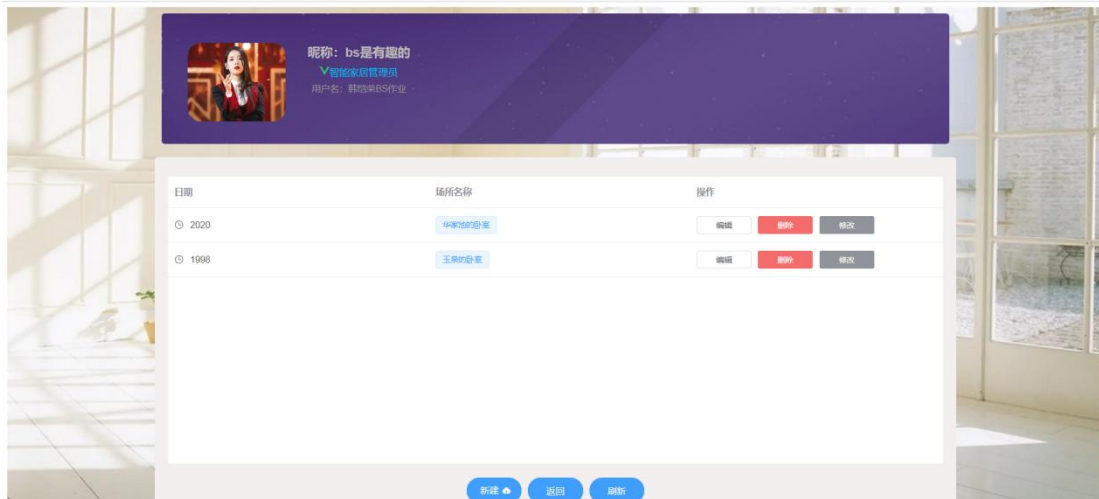 昵称：bs是有趣的
智能家居管理员
用户名：韩绍荣BS作业
日期 场所名称 操作
2020 华家池的卧室 编辑 删除 修改
1998 玉泉的卧室 编辑 删除 修改
新建 返回 刷新